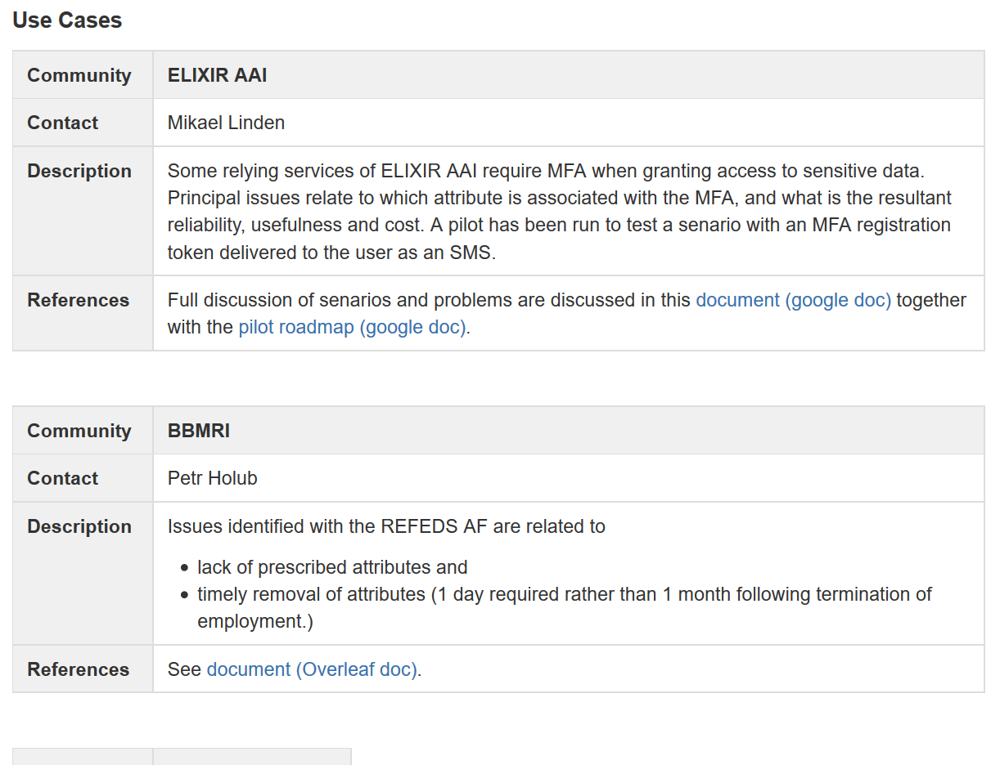 Use Cases
Community ELIXIR AAI
Contact Mikael Linden
Description Some relying services of ELIXIR AAI require MFA when granting access to sensitive data.
Principal issues relate to which attribute is associated with the MFA, and what is the resultant
reliability, usefulness and cost. A pilot has been run to test a senario with an MFA registration
token delivered to the user as an SMS.
References Full discussion of senarios and problems are discussed in this document (google doc) together
with the pilot roadmap (google doc).
Community BBMRI
Contact Petr Holub
Description Issues identified with the REFEDS AF are related to
• lack of prescribed attributes and
• timely removal of attributes (1 day required rather than 1 month following termination of
employment.)
References See document (Overleaf doc).